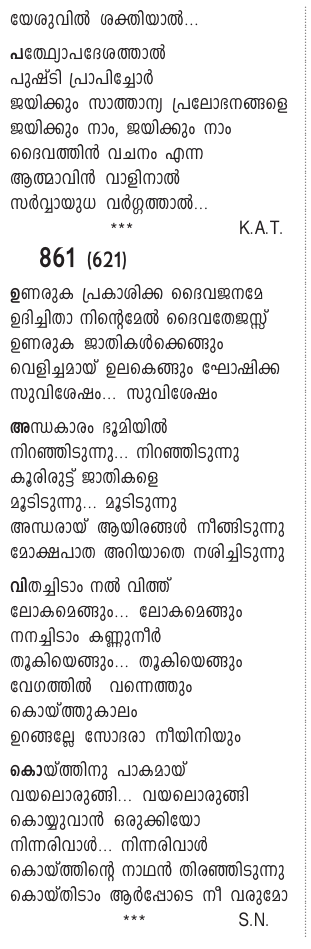 യേശുവിൽ ശക്തിയാൽ...
പത്ഥ്യോപദേശത്താൽ
പുഷ്ടി പ്രാപിച്ചോർ
ജയിക്കും സാത്താന്യ പ്രലോഭനങ്ങളെ
ജയിക്കും നാം, ജയിക്കും നാം
ദൈവത്തിൻ വചനം എന്ന
ആത്മാവിൻ വാളിനാൽ
സർവ്വായുധ വർഗ്ഗത്താൽ...
*** K.A.T.
861 (621)
ഉണരുക പ്രകാശിക്ക ദൈവജനമേ
ഉദിച്ചിതാ നിന്റെമേൽ ദൈവതേജസ്സ്
ഉണരുക ജാതികൾക്കെങ്ങും
വെളിച്ചമായ് ഉലകെങ്ങും ഘോഷിക്ക
സുവിശേഷം... സുവിശേഷം
അന്ധകാരം ഭൂമിയിൽ
നിറഞ്ഞിടുന്നു... നിറഞ്ഞിടുന്നു
കൂരിരുട്ട് ജാതികളെ
മൂടിടുന്നു... മൂടിടുന്നു
അന്ധരായ് ആയിരങ്ങൾ നീങ്ങിടുന്നു
മോക്ഷപാത അറിയാതെ നശിച്ചിടുന്നു
വിതച്ചിടാം നൽ വിത്ത്
ലോകമെങ്ങും... ലോകമെങ്ങും
നനച്ചിടാം കണ്ണുനീർ
തൂകിയെങ്ങും... തൂകിയെങ്ങും
വേഗത്തിൽ വന്നെത്തും
കൊയ്ത്തുകാലം
ഉറങ്ങല്ലേ സോദരാ നീയിനിയും
കൊയ്ത്തിനു പാകമായ്
വയലൊരുങ്ങി... വയലൊരുങ്ങി
കൊയ്യുവാൻ ഒരുക്കിയോ
നിന്നരിവാൾ... നിന്നരിവാൾ
കൊയ്ത്തിന്റെ നാഥൻ തിരഞ്ഞിടുന്നു
കൊയ്തിടാം ആർപ്പോടെ നീ വരുമോ
*** S.N.